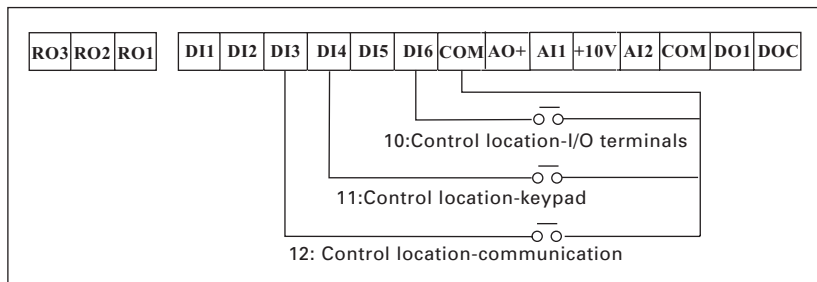 RO3 RO2 RO1 DI1 DI2 DI3 DI4 DI5 DI6 COM AO+ AI1 +10V AI2 COM DO1 DOC
10:Control location-I/O terminals
11:Control location-keypad
12: Control location-communication